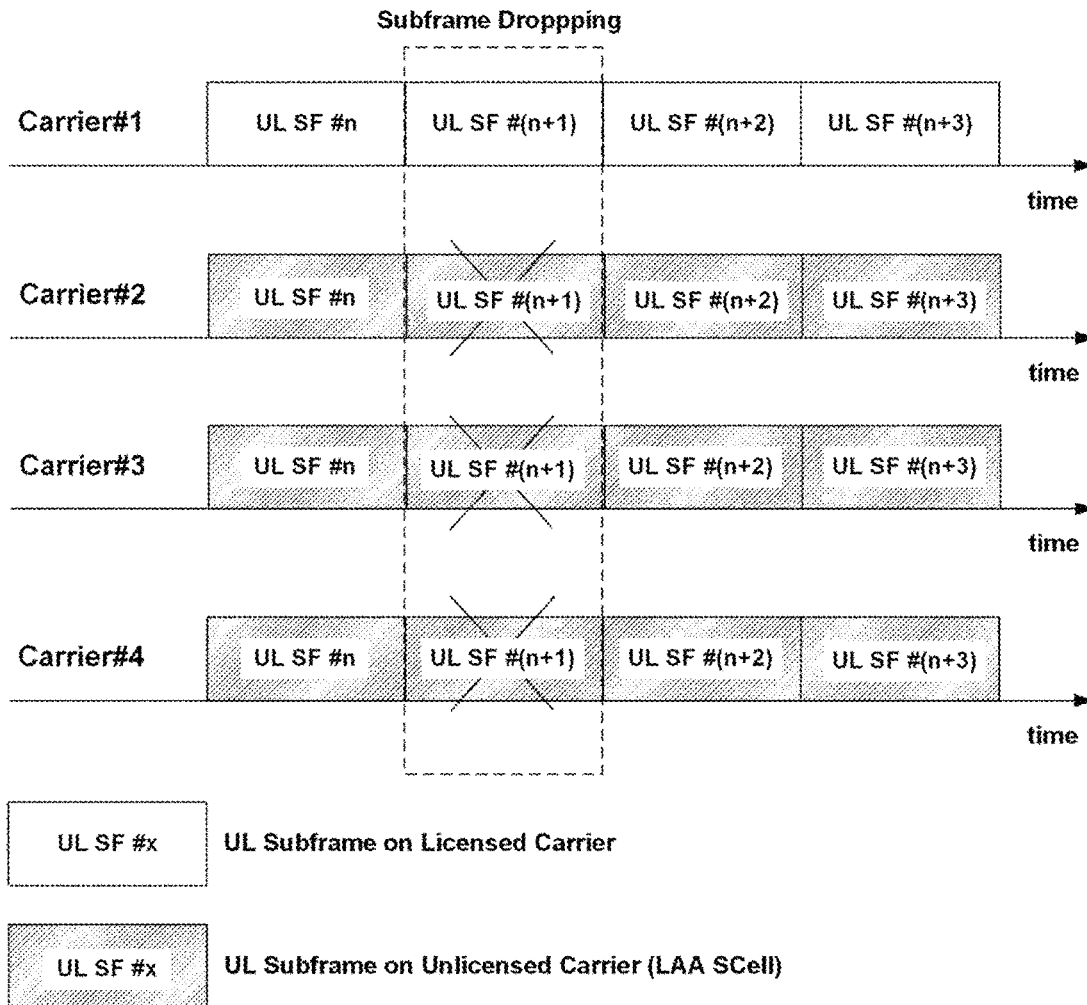 Subframe Droppping
Carrier#1
UL SF #n
UL SF #(n+1)
UL SF #(n+2)
UL SF #(n+3)
time
Carrier#2
UL SF #n
UL SF #(n+1)
UL SF #(n+2)
UL SF #(n+3)
time
Carrier#3
UL SF #n
UL SF #(n+1)
UL SF #(n+2)
UL SF #(n+3)
time
Carrier#4
UL SF #n
UL SF #(n+1)
UL SF #(n+2)
UL SF #(n+3)
time
UL SF #x
UL Subframe on Licensed Carrier
UL SF #x
UL Subframe on Unlicensed Carrier (LAA SCell)